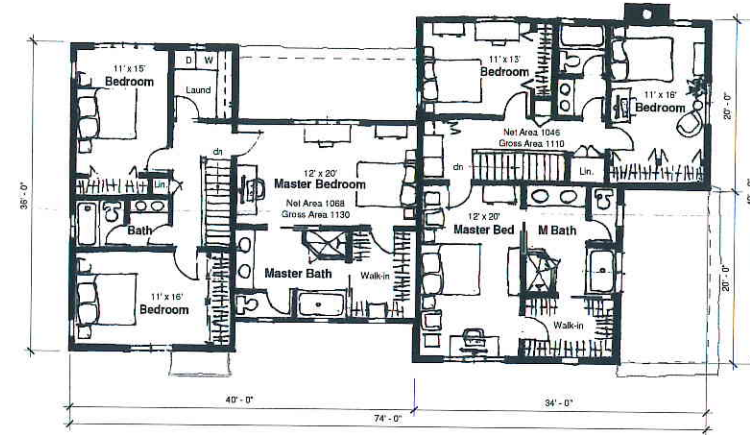 11' x 15'
Bedroom
D W
Laund
11' x 13'
Bedroom
11' x 16'
Bedroom
20' - 0"
36' - 0"
dn
Lin.
12' x 20'
Master Bedroom
Net Area 1068
Gross Area 1130
Net Area 1046
Gross Area 1110
dn
Lin.
Bath
12' x 20'
Master Bed
M Bath
Master Bath
Walk-in
11' x 16'
Bedroom
Walk-in
20' - 0"
40' - 0"
34' - 0"
74' - 0"